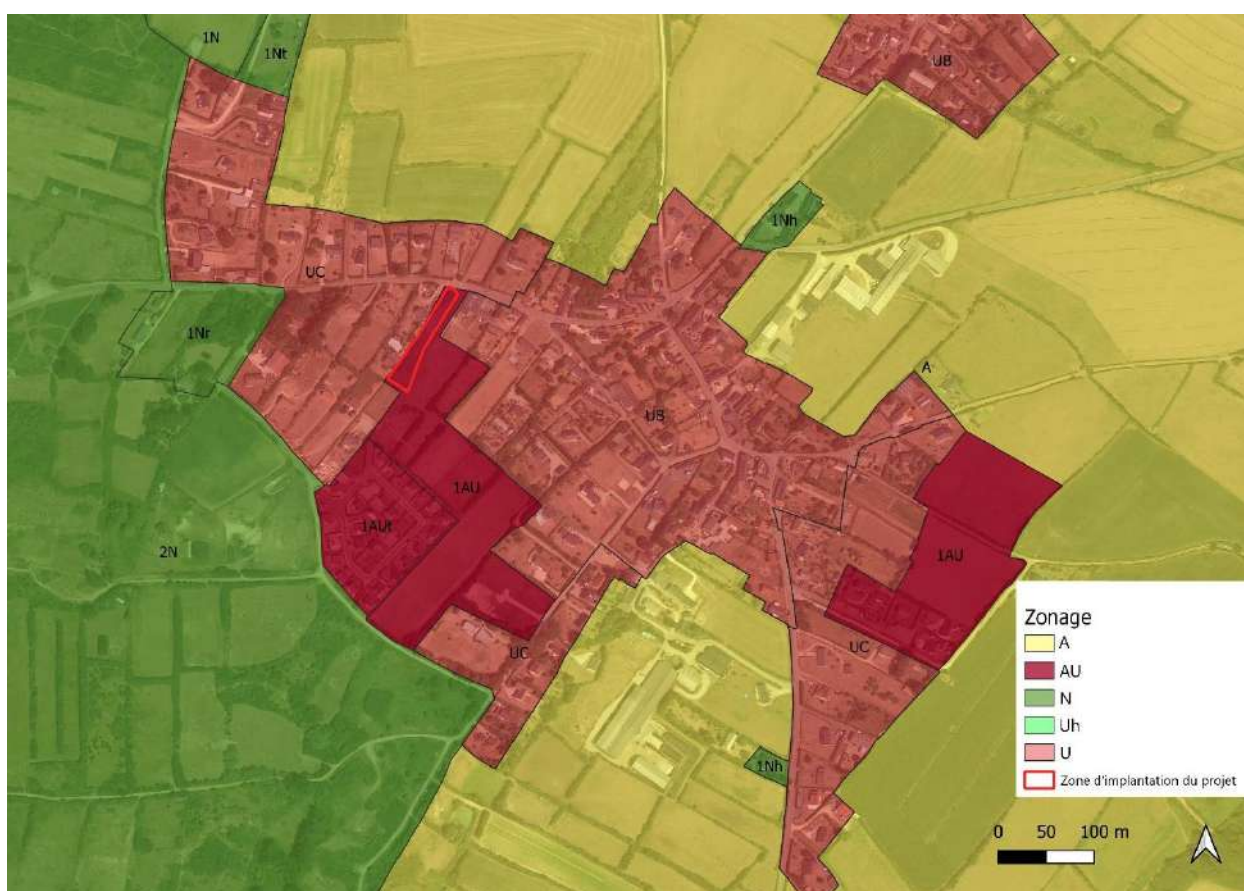 1N
1Nt
UB
1Nh
UC
1Nr
A
UB
1AU
1AUt
1AU
2N
UC
UC
1Nh
Zonage
A
AU
N
Uh
U
Zone d'implantation du projet
0 50 100 m